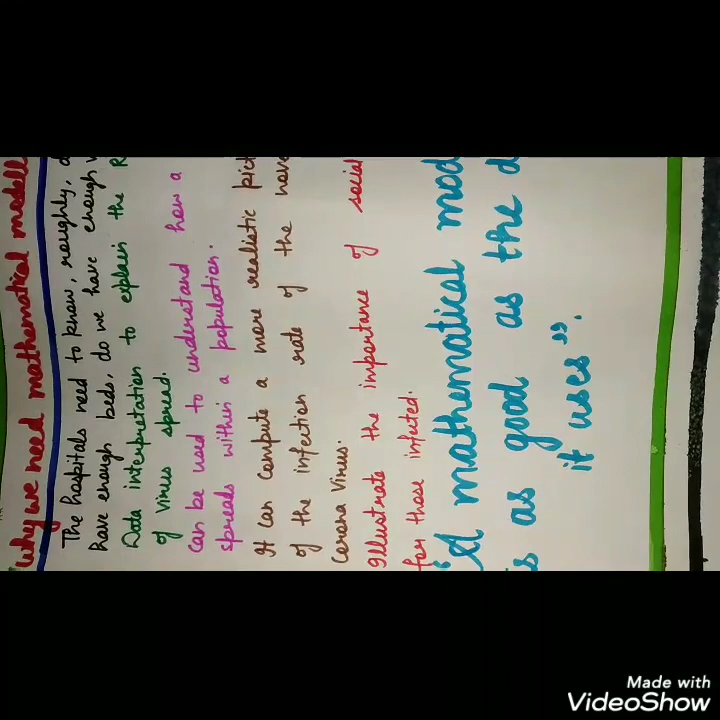 "Why we need mathematical modell
The hospitals need to know, roughly,
have enough beds, do we have enough
Data interpretation to explain the R
of virus spread.
can be used to understand how a
spreads within a population.
It can compute a more realistic pict
of the infection rate of the nove
Corona Virus.
Illustrate the importance of social
for those infected.
"A mathematical mod
is as good as the d
it uses".
Made with
VideoShow